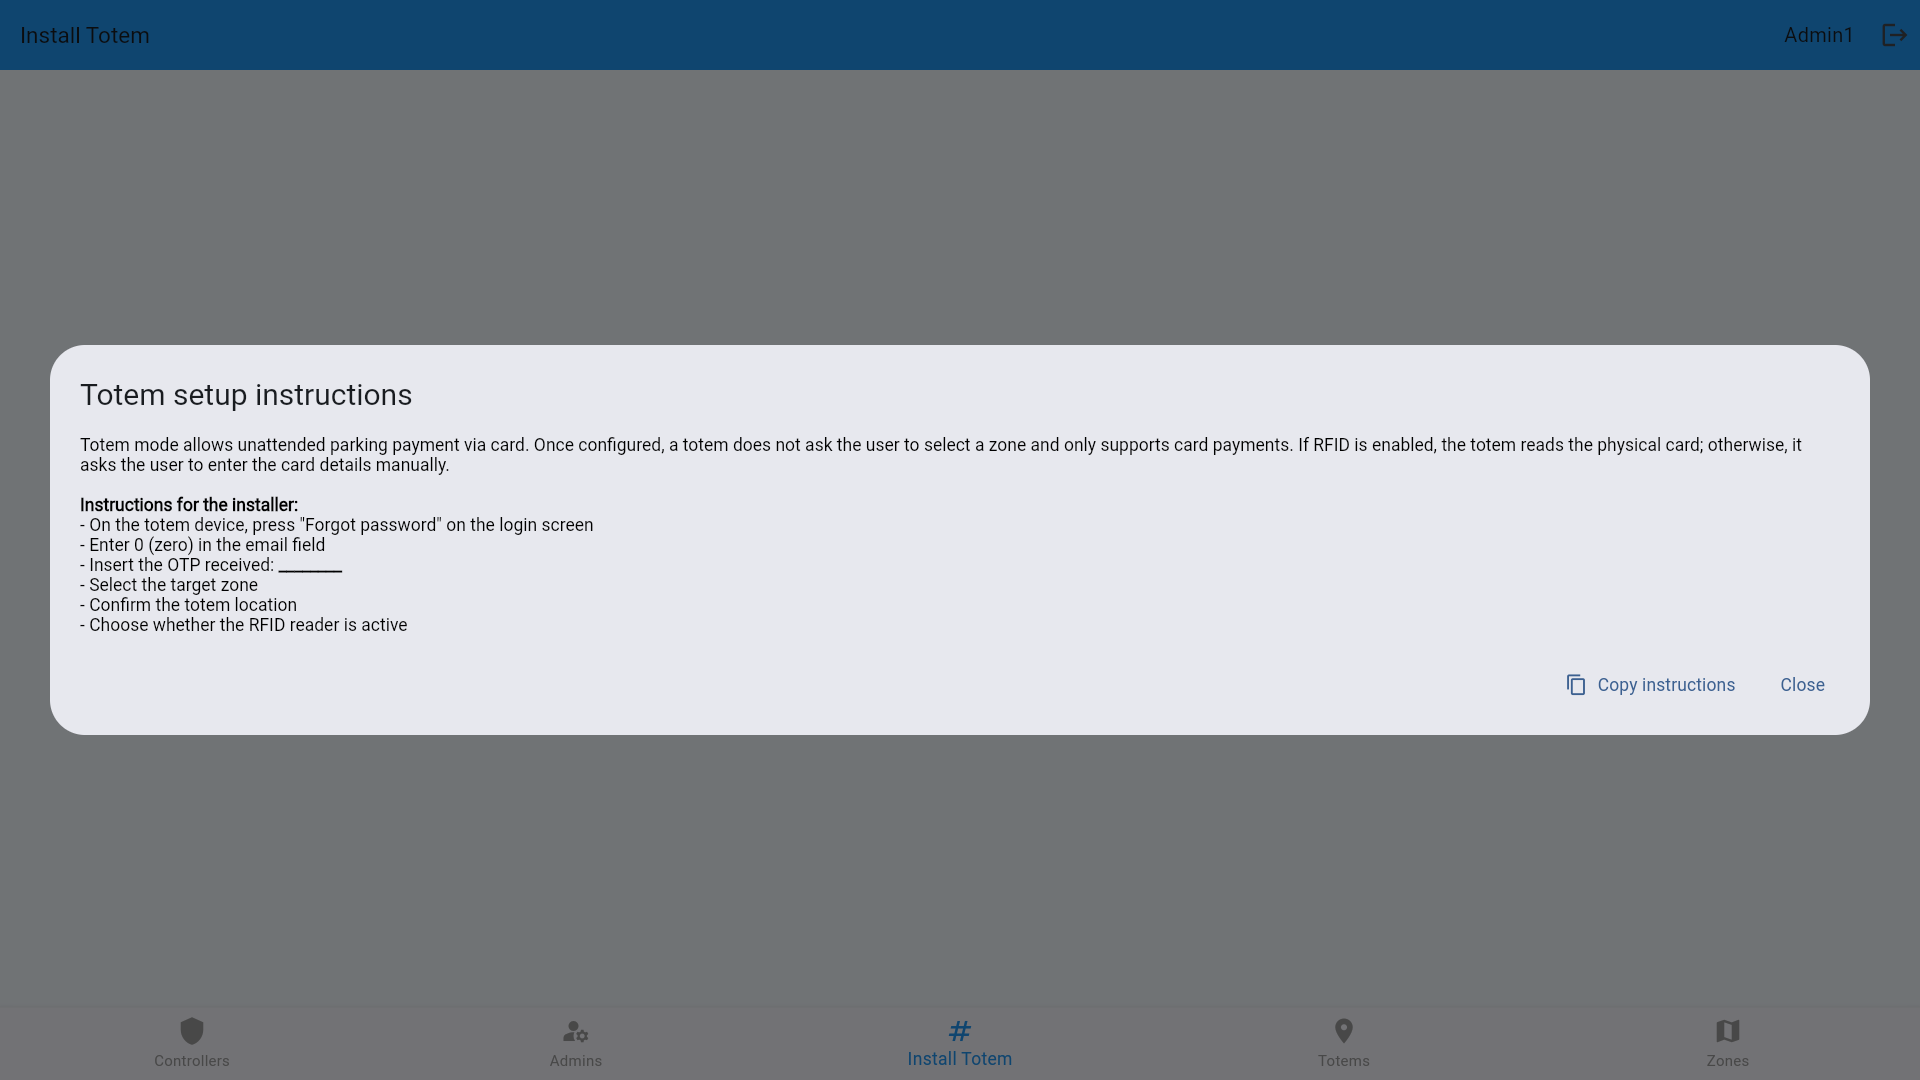 Install Totem
Admin1
Totem setup instructions
Totem mode allows unattended parking payment via card. Once configured, a totem does not ask the user to select a zone and only supports card payments. If RFID is enabled, the totem reads the physical card; otherwise, it
asks the user to enter the card details manually.
Instructions for the installer:
- On the totem device, press "Forgot password" on the login screen
- Enter 0 (zero) in the email field
- Insert the OTP received: ________
- Select the target zone
- Confirm the totem location
- Choose whether the RFID reader is active
Copy instructions
Close
Controllers
Admins
Install Totem
Totems
Zones